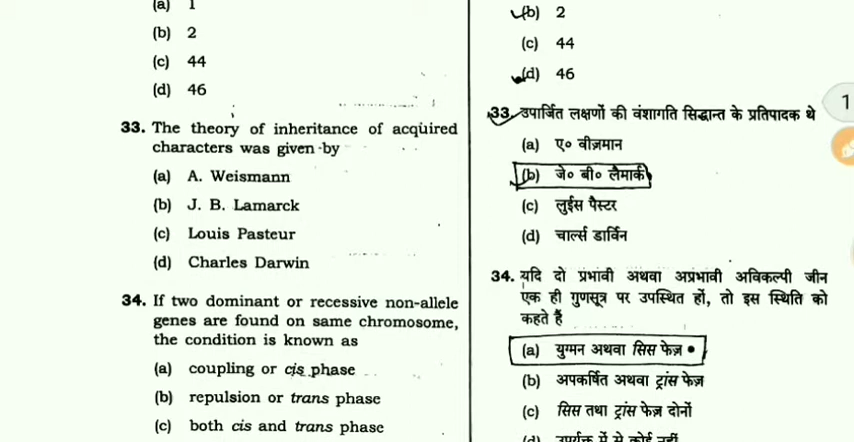 (a) 1
(b) 2
(c) 44
(d) 46
33. The theory of inheritance of acquired
characters was given by
(a) A. Weismann
(b) J. B. Lamarck
(c) Louis Pasteur
(d) Charles Darwin
34. If two dominant or recessive non-allele
genes are found on same chromosome,
the condition is known as
(a) coupling or cis phase
(b) repulsion or trans phase
(c) both cis and trans phase
(b) 2
(c) 44
(d) 46
33. उपार्जित लक्षणों की वंशागति सिद्धान्त के प्रतिपादक थे
(a) ए० वीज़मान
(b) जे० बी० लैमार्क
(c) लुईस पैस्टर
(d) चार्ल्स डार्विन
34. यदि दो प्रभावी अथवा अप्रभावी अविकल्पी जीन
एक ही गुणसूत्र पर उपस्थित हों, तो इस स्थिति को
कहते हैं
(a) युग्मन अथवा सिस फेज़
(b) अपकर्षित अथवा ट्रांस फेज़
(c) सिस तथा ट्रांस फेज़ दोनों
(d) उपर्युक्त में से कोई नहीं
1